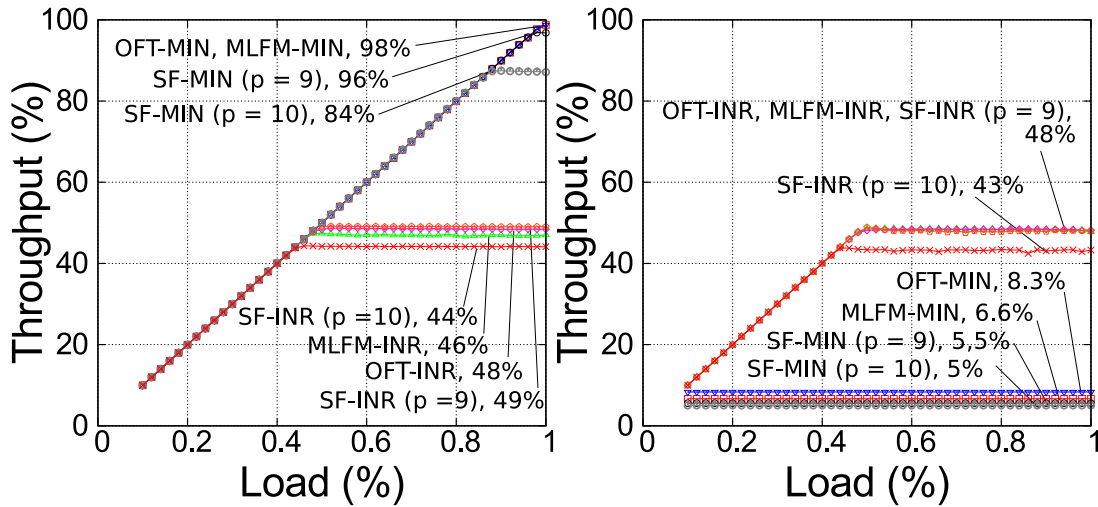 100
80
60
40
20
0
Throughput (%)
OFT-MIN, MLFM-MIN, 98%
SF-MIN (p = 9), 96%
SF-MIN (p = 10), 84%
SF-INR (p =10), 44%
MLFM-INR, 46%
OFT-INR, 48%
SF-INR (p =9), 49%
0 0.2 0.4 0.6 0.8 1
Load (%)
100
80
60
40
20
0
Throughput (%)
OFT-INR, MLFM-INR, SF-INR (p = 9),
48%
SF-INR (p = 10), 43%
OFT-MIN, 8.3%
MLFM-MIN, 6.6%
SF-MIN (p = 9), 5,5%
SF-MIN (p = 10), 5%
0 0.2 0.4 0.6 0.8 1
Load (%)